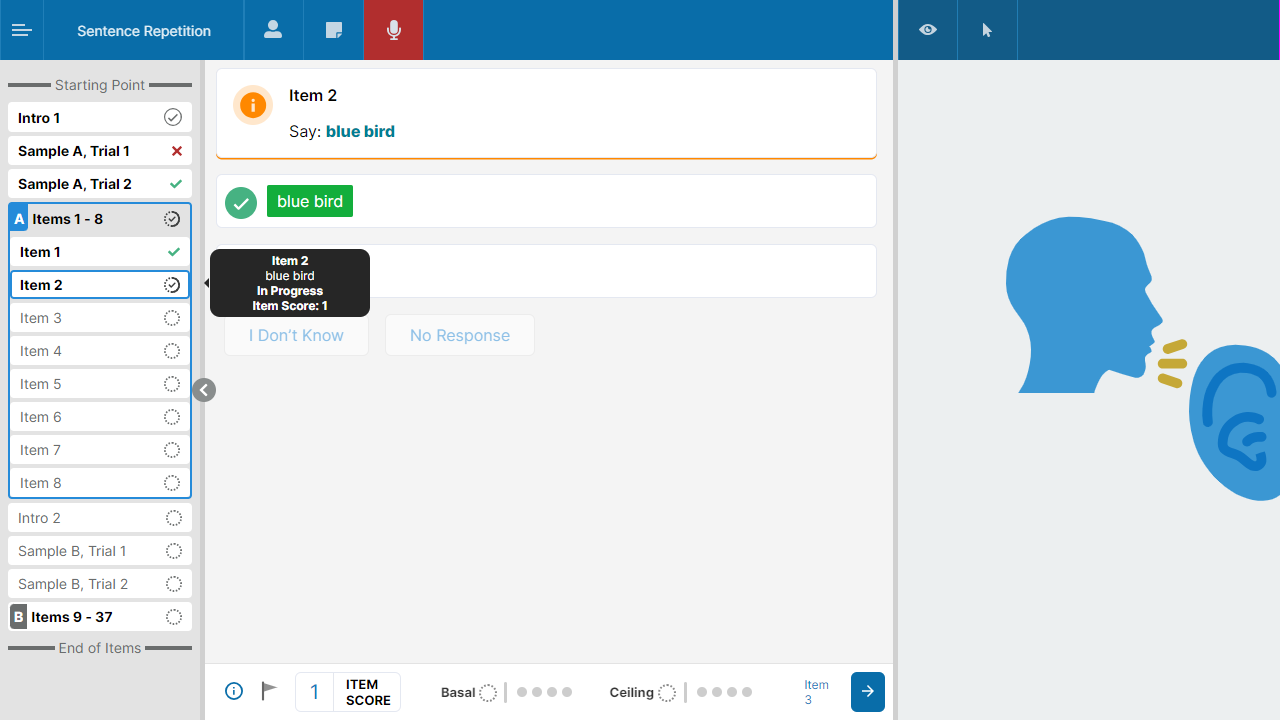 Sentence Repetition
Starting Point
Intro 1
Sample A, Trial 1
Sample A, Trial 2
A Items 1 - 8
Item 1
Item 2
Item 3
Item 4
Item 5
Item 6
Item 7
Item 8
Intro 2
Sample B, Trial 1
Sample B, Trial 2
B Items 9 - 37
End of Items
Item 2
Say: blue bird
blue bird
Item 2
blue bird
In Progress
Item Score: 1
I Don't Know
No Response
1 ITEM
SCORE
Basal
Ceiling
Item
3